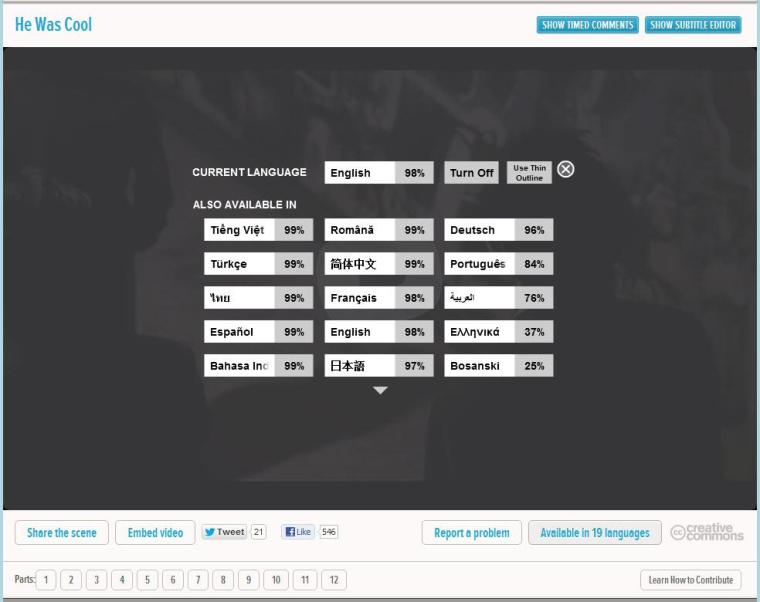 He Was Cool
SHOW TIMED COMMENTS SHOW SUBTITLE EDITOR
CURRENT LANGUAGE English 98% Turn Off Use Thin Outline
ALSO AVAILABLE IN
Tiếng Việt 99% Română 99% Deutsch 96%
Türkçe 99% 简体中文 99% Português 84%
ไทย 99% Français 98% العربية 76%
Español 99% English 98% Ελληνικά 37%
Bahasa Ind 99% 日本語 97% Bosanski 25%
Share the scene Embed video Tweet 21 Like 546 Report a problem Available in 19 languages cc creative commons
Parts: 1 2 3 4 5 6 7 8 9 10 11 12 Learn How to Contribute